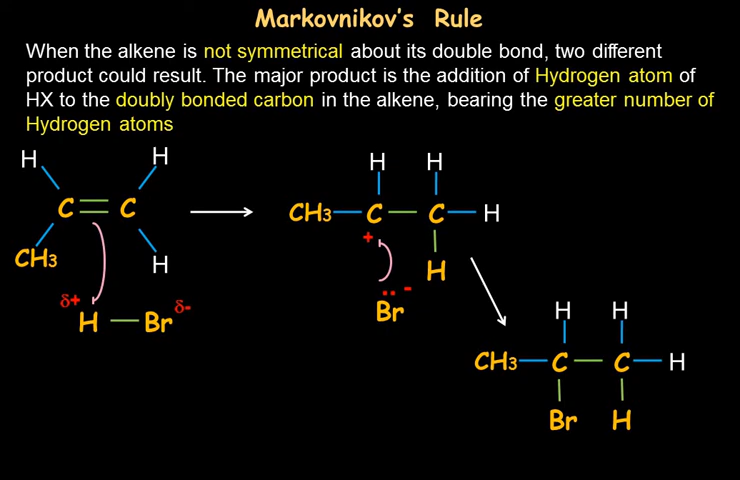 Markovnikov's Rule
When the alkene is not symmetrical about its double bond, two different
product could result. The major product is the addition of Hydrogen atom of
HX to the doubly bonded carbon in the alkene, bearing the greater number of
Hydrogen atoms
H H
C C
CH3 H
δ+ δ-
H Br
H H
CH3 C C H
+
H
.. -
Br
H H
CH3 C C H
Br H